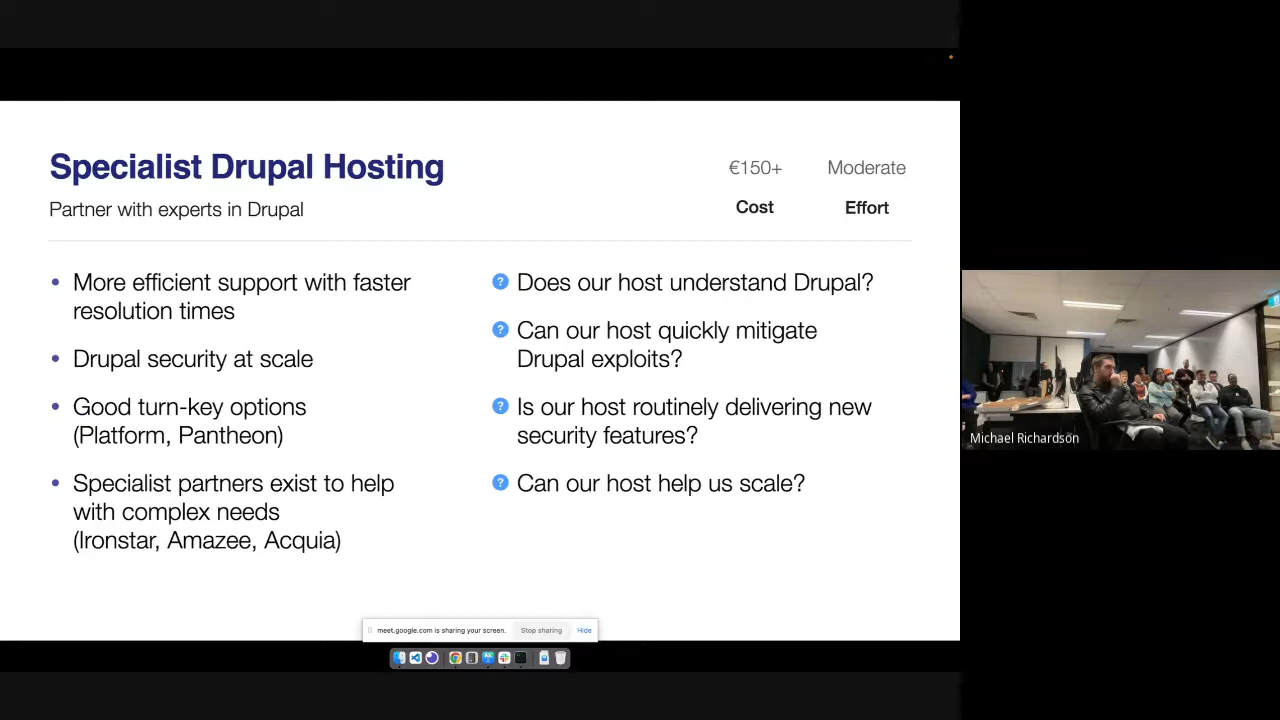 Specialist Drupal Hosting
Partner with experts in Drupal
€150+
Moderate
Cost
Effort
• More efficient support with faster
resolution times
• Drupal security at scale
• Good turn-key options
(Platform, Pantheon)
• Specialist partners exist to help
with complex needs
(Ironstar, Amazee, Acquia)
? Does our host understand Drupal?
? Can our host quickly mitigate
Drupal exploits?
? Is our host routinely delivering new
security features?
? Can our host help us scale?
Michael Richardson
meet.google.com is sharing your screen.
Stop sharing
Hide